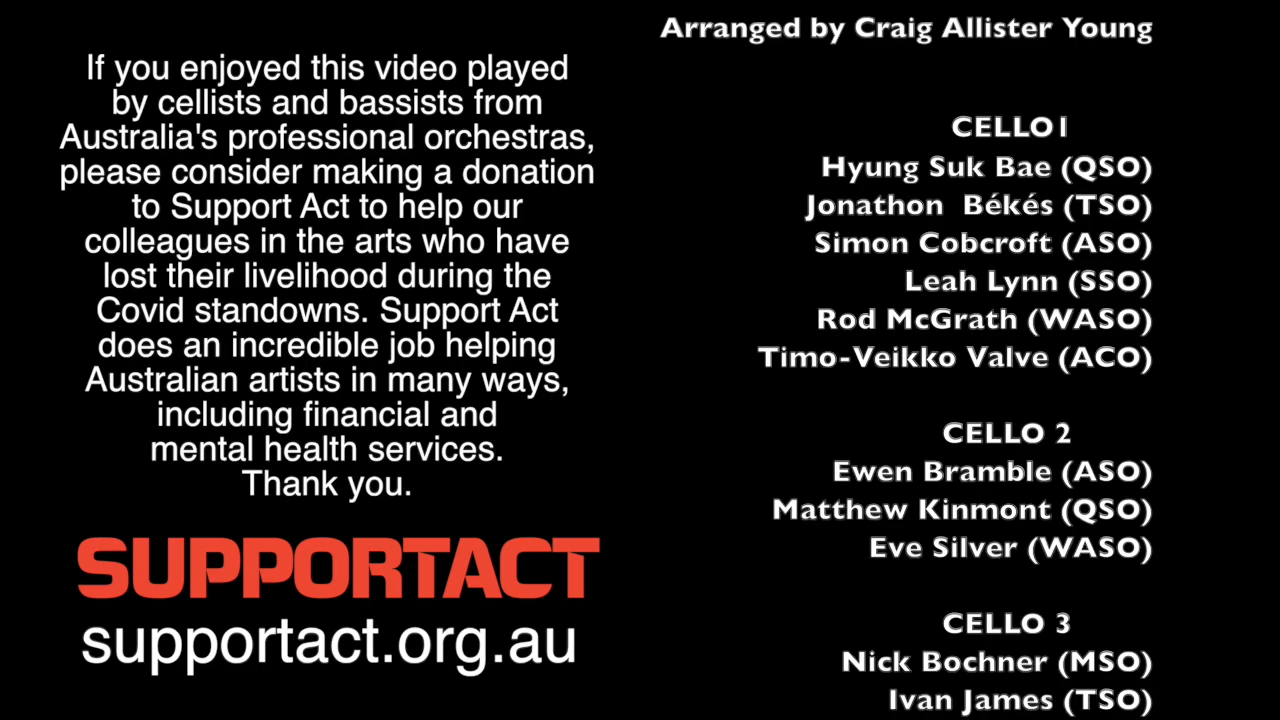 If you enjoyed this video played
by cellists and bassists from
Australia's professional orchestras,
please consider making a donation
to Support Act to help our
colleagues in the arts who have
lost their livelihood during the
Covid standowns. Support Act
does an incredible job helping
Australian artists in many ways,
including financial and
mental health services.
Thank you.
SUPPORTACT
supportact.org.au
Arranged by Craig Allister Young
CELLO1
Hyung Suk Bae (QSO)
Jonathon  Békés (TSO)
Simon Cobcroft (ASO)
Leah Lynn (SSO)
Rod McGrath (WASO)
Timo-Veikko Valve (ACO)
CELLO 2
Ewen Bramble (ASO)
Matthew Kinmont (QSO)
Eve Silver (WASO)
CELLO 3
Nick Bochner (MSO)
Ivan James (TSO)